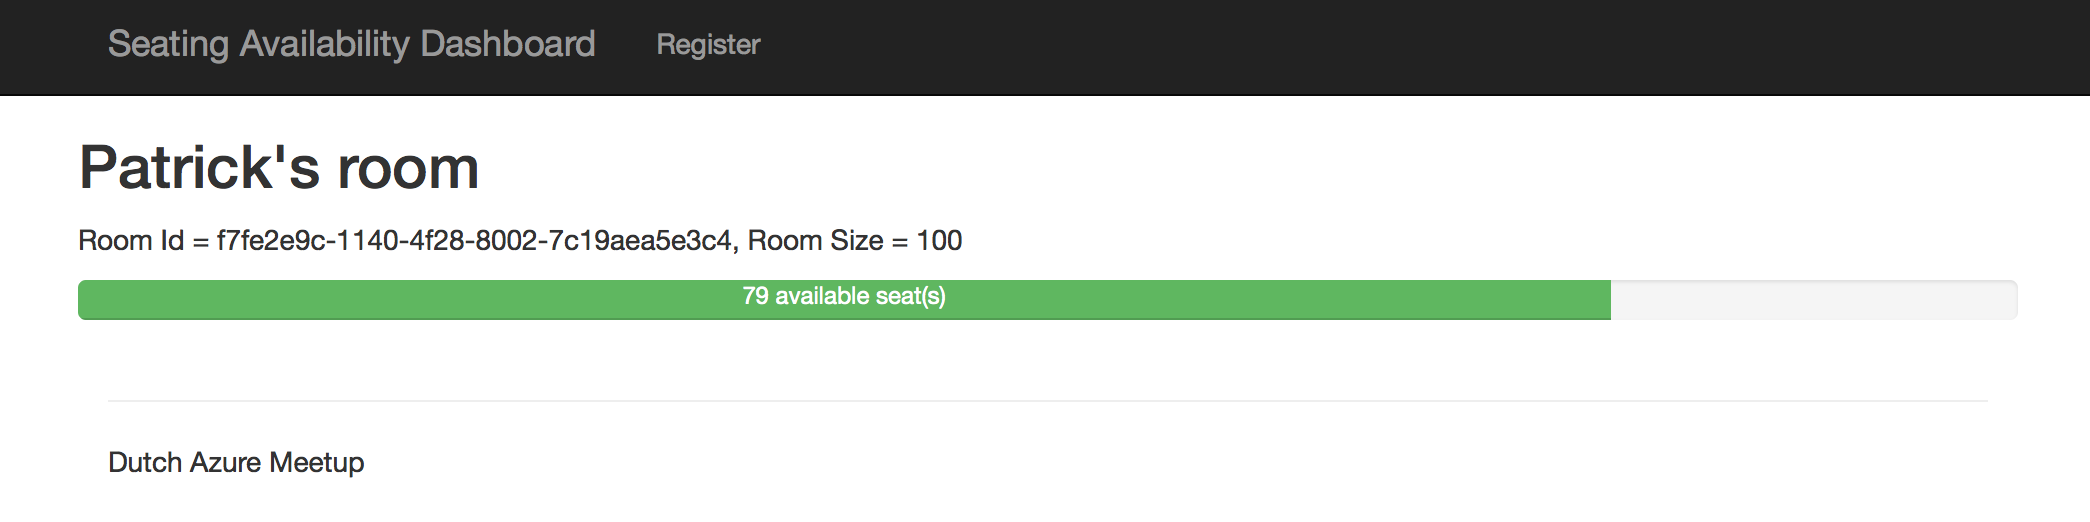 Seating Availability Dashboard Register
Patrick's room
Room Id = f7fe2e9c-1140-4f28-8002-7c19aea5e3c4, Room Size = 100
79 available seat(s)
Dutch Azure Meetup